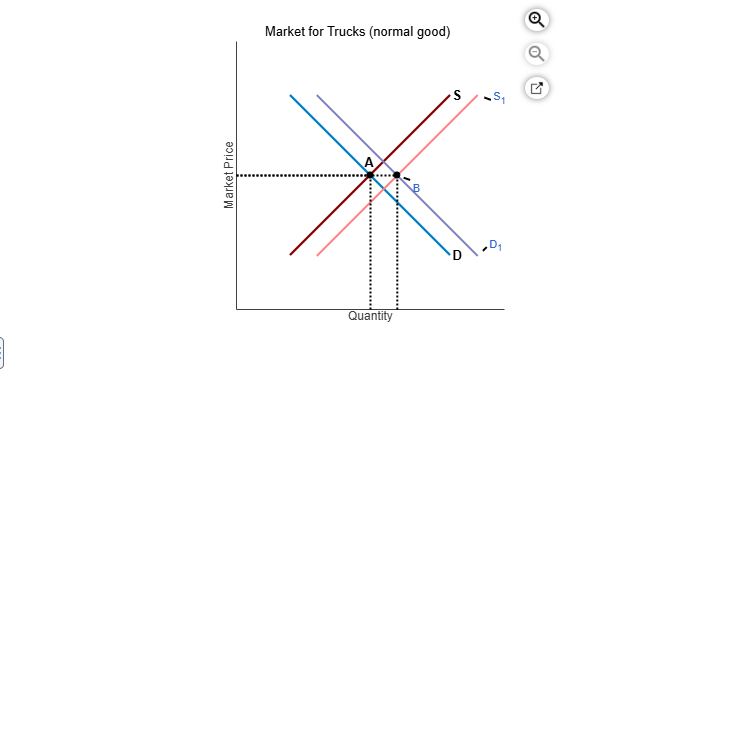 Market for Trucks (normal good)
S
S1
A
Market Price
B
D1
D
Quantity